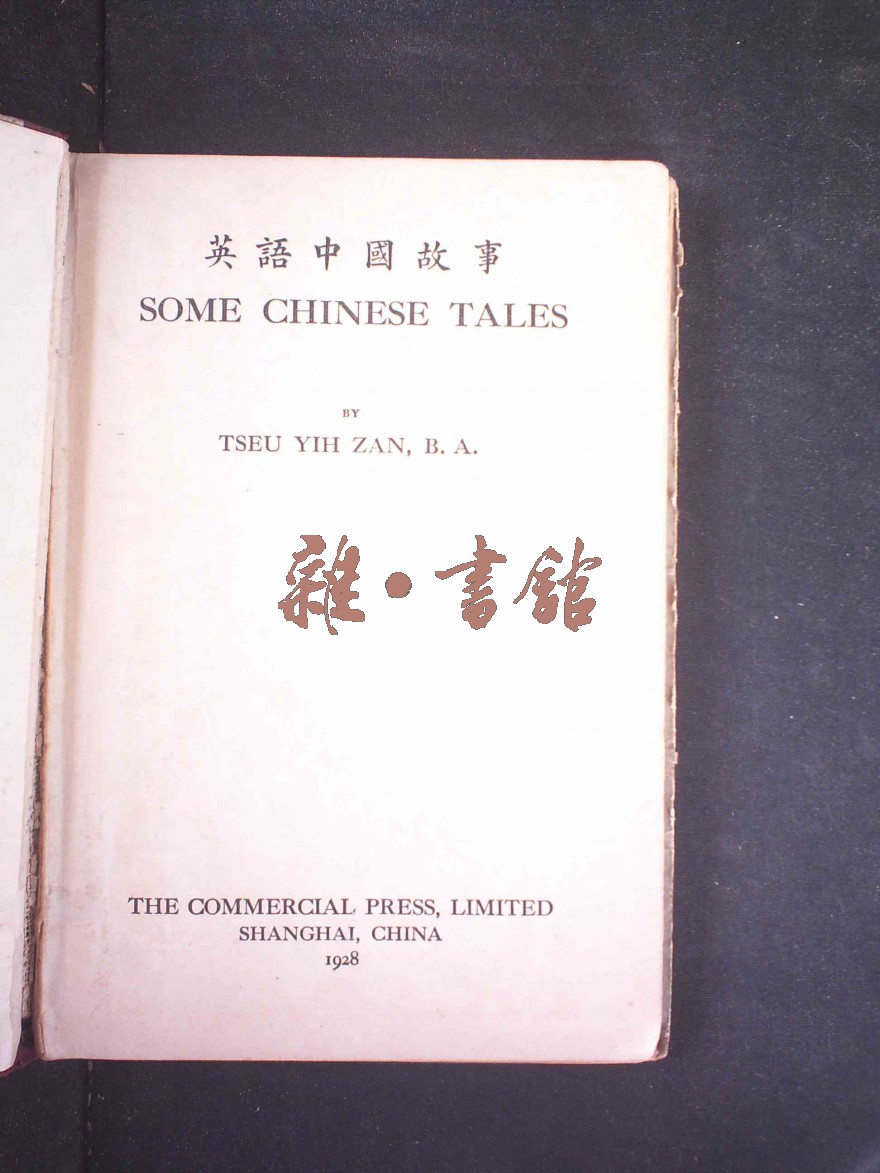 英語中國故事
SOME CHINESE TALES
BY
TSEU YIH ZAN, B. A.
雜·書館
THE COMMERCIAL PRESS, LIMITED
SHANGHAI, CHINA
1928